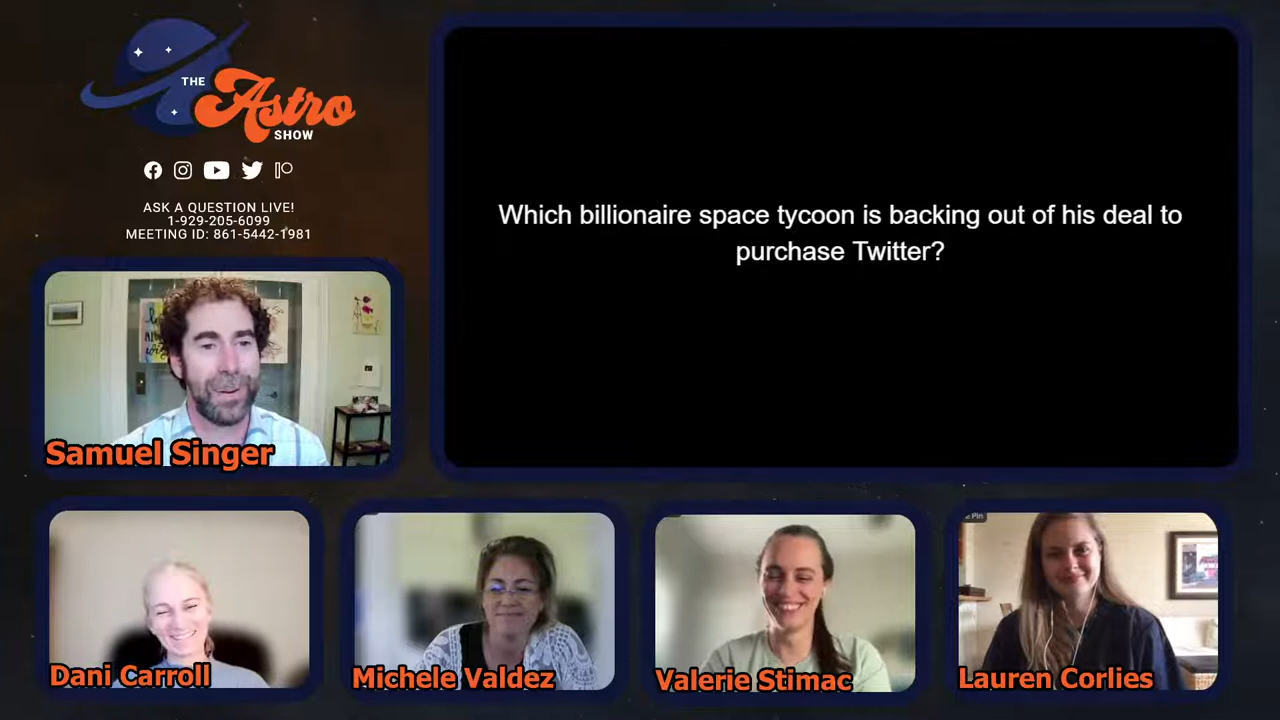 THE
Astro
SHOW
ASK A QUESTION LIVE!
1-929-205-6099
MEETING ID: 861-5442-1981
Which billionaire space tycoon is backing out of his deal to
purchase Twitter?
Samuel Singer
Pin
Dani Carroll
Michele Valdez
Valerie Stimac
Lauren Corlies